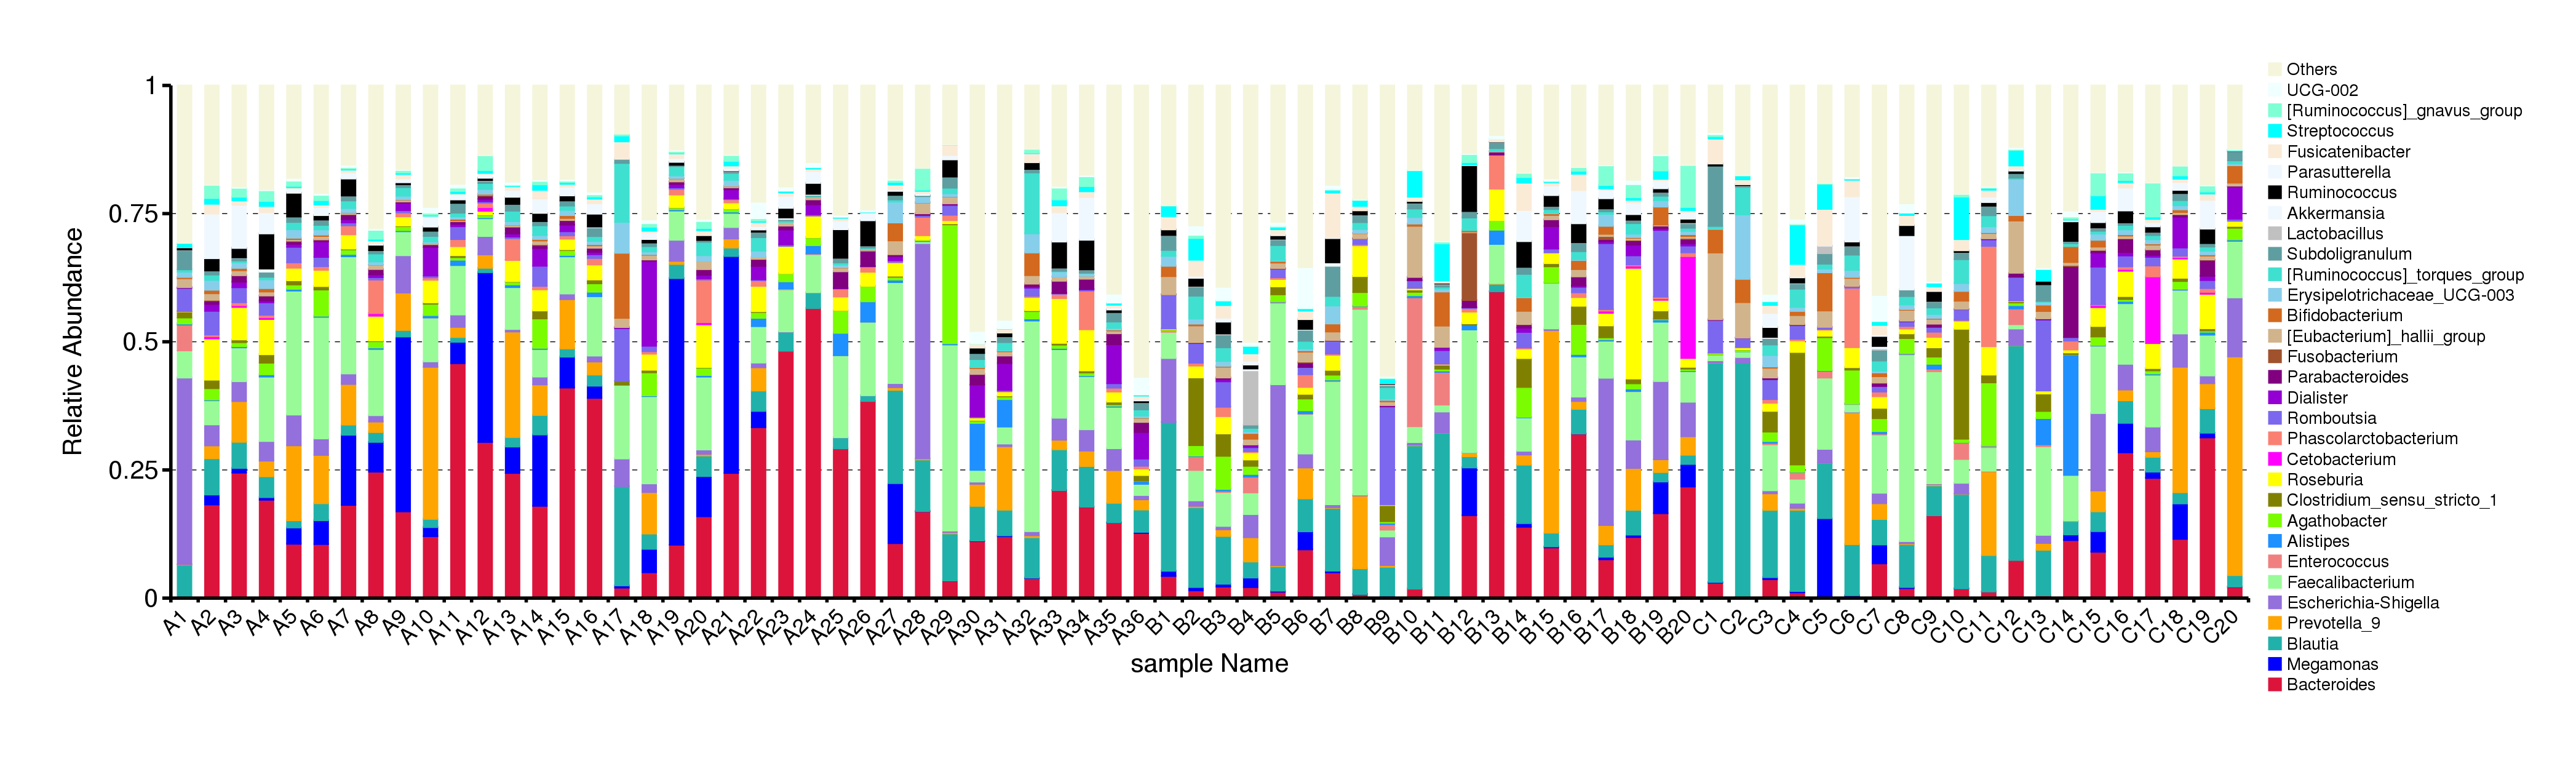 1
0.75
0.5
0.25
0
Relative Abundance
A1 A2 A3 A4 A5 A6 A7 A8 A9 A10 A11 A12 A13 A14 A15 A16 A17 A18 A19 A20 A21 A22 A23 A24 A25 A26 A27 A28 A29 A30 A31 A32 A33 A34 A35 A36 B1 B2 B3 B4 B5 B6 B7 B8 B9 B10 B11 B12 B13 B14 B15 B16 B17 B18 B19 B20 C1 C2 C3 C4 C5 C6 C7 C8 C9 C10 C11 C12 C13 C14 C15 C16 C17 C18 C19 C20
sample Name
Others
UCG-002
[Ruminococcus]_gnavus_group
Streptococcus
Fusicatenibacter
Parasutterella
Ruminococcus
Akkermansia
Lactobacillus
Subdoligranulum
[Ruminococcus]_torques_group
Erysipelotrichaceae_UCG-003
Bifidobacterium
[Eubacterium]_hallii_group
Fusobacterium
Parabacteroides
Dialister
Romboutsia
Phascolarctobacterium
Cetobacterium
Roseburia
Clostridium_sensu_stricto_1
Agathobacter
Alistipes
Enterococcus
Faecalibacterium
Escherichia-Shigella
Prevotella_9
Blautia
Megamonas
Bacteroides